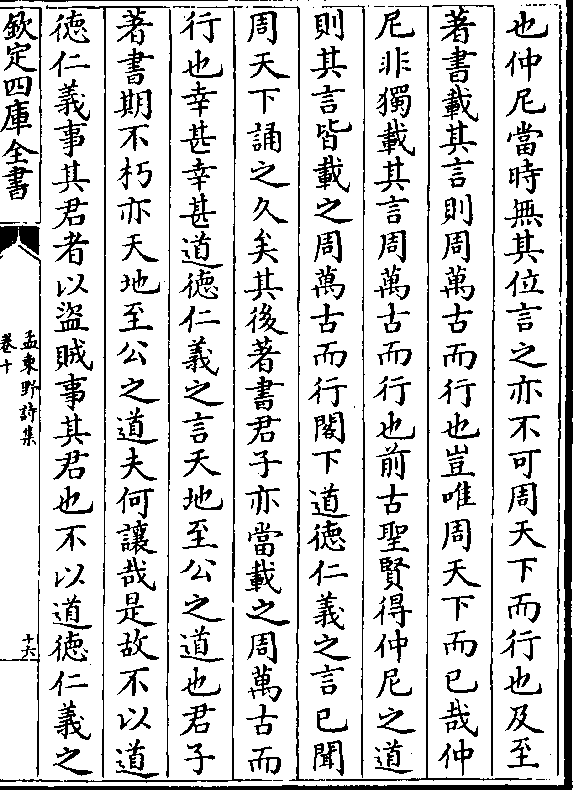 也仲尼當時無其位言之亦不可周天下而行也及至
著書載其言則周萬古而行也豈唯周天下而已哉仲
尼非獨載其言周萬古而行也前古聖賢得仲尼之道
則其言皆載之周萬古而行閣下道德仁義之言已聞
周天下誦之久矣其後著書君子亦當載之周萬古而
行也幸甚幸甚道德仁義之言天地至公之道也君子
著書期不朽亦天地至公之道夫何讓哉是故不以道
德仁義事其君者以盜賊事其君也不以道德仁義之
欽定四庫全書
孟東野詩集
卷十
十六